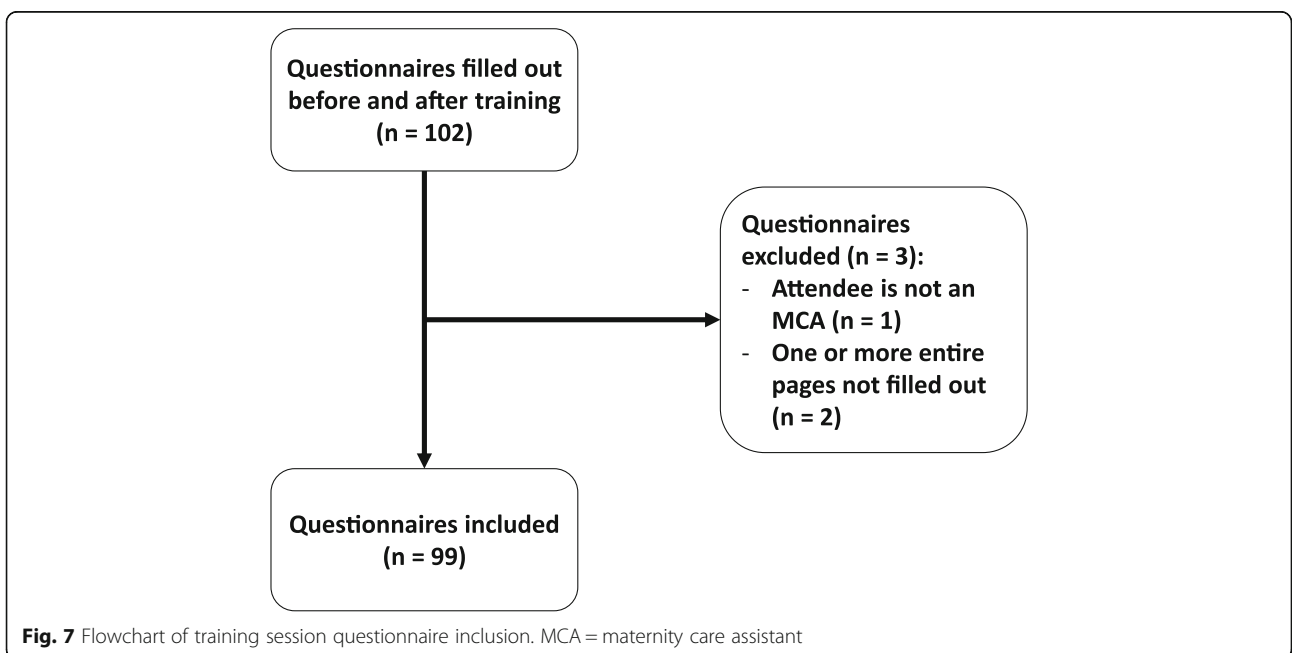 Questionnaires filled out
before and after training
(n = 102)
Questionnaires
excluded (n = 3):
- Attendee is not an
MCA (n = 1)
- One or more entire
pages not filled out
(n = 2)
Questionnaires included
(n = 99)
Fig. 7 Flowchart of training session questionnaire inclusion. MCA = maternity care assistant